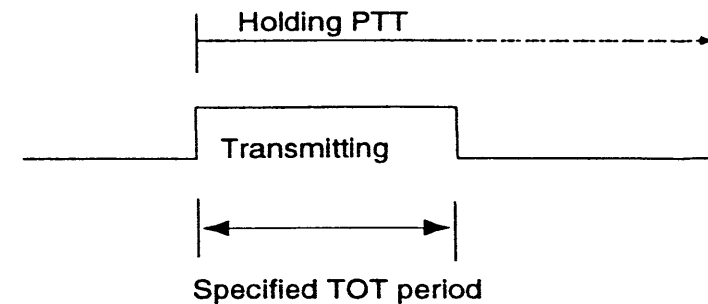 Holding PTT
Transmitting
Specified TOT period